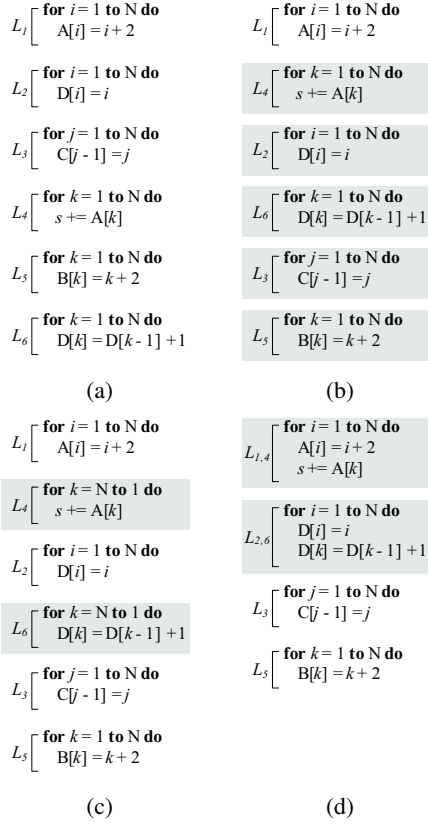 L1 for i = 1 to N do
A[i] = i + 2
L2 for i = 1 to N do
D[i] = i
L3 for j = 1 to N do
C[j - 1] = j
L4 for k = 1 to N do
s += A[k]
L5 for k = 1 to N do
B[k] = k + 2
L6 for k = 1 to N do
D[k] = D[k - 1] + 1
(a)
L1 for i = 1 to N do
A[i] = i + 2
L4 for k = 1 to N do
s += A[k]
L2 for i = 1 to N do
D[i] = i
L6 for k = 1 to N do
D[k] = D[k - 1] + 1
L3 for j = 1 to N do
C[j - 1] = j
L5 for k = 1 to N do
B[k] = k + 2
(b)
L1 for i = 1 to N do
A[i] = i + 2
L4 for k = N to 1 do
s += A[k]
L2 for i = 1 to N do
D[i] = i
L6 for k = N to 1 do
D[k] = D[k - 1] + 1
L3 for j = 1 to N do
C[j - 1] = j
L5 for k = 1 to N do
B[k] = k + 2
(c)
L1,4 for i = 1 to N do
A[i] = i + 2
s += A[k]
L2,6 for i = 1 to N do
D[i] = i
D[k] = D[k - 1] + 1
L3 for j = 1 to N do
C[j - 1] = j
L5 for k = 1 to N do
B[k] = k + 2
(d)